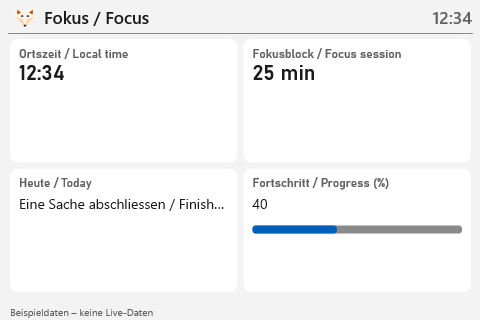 Fokus / Focus
12:34
Ortszeit / Local time
12:34
Fokusblock / Focus session
25 min
Heute / Today
Eine Sache abschliessen / Finish...
Fortschritt / Progress (%)
40
Beispieldaten – keine Live-Daten